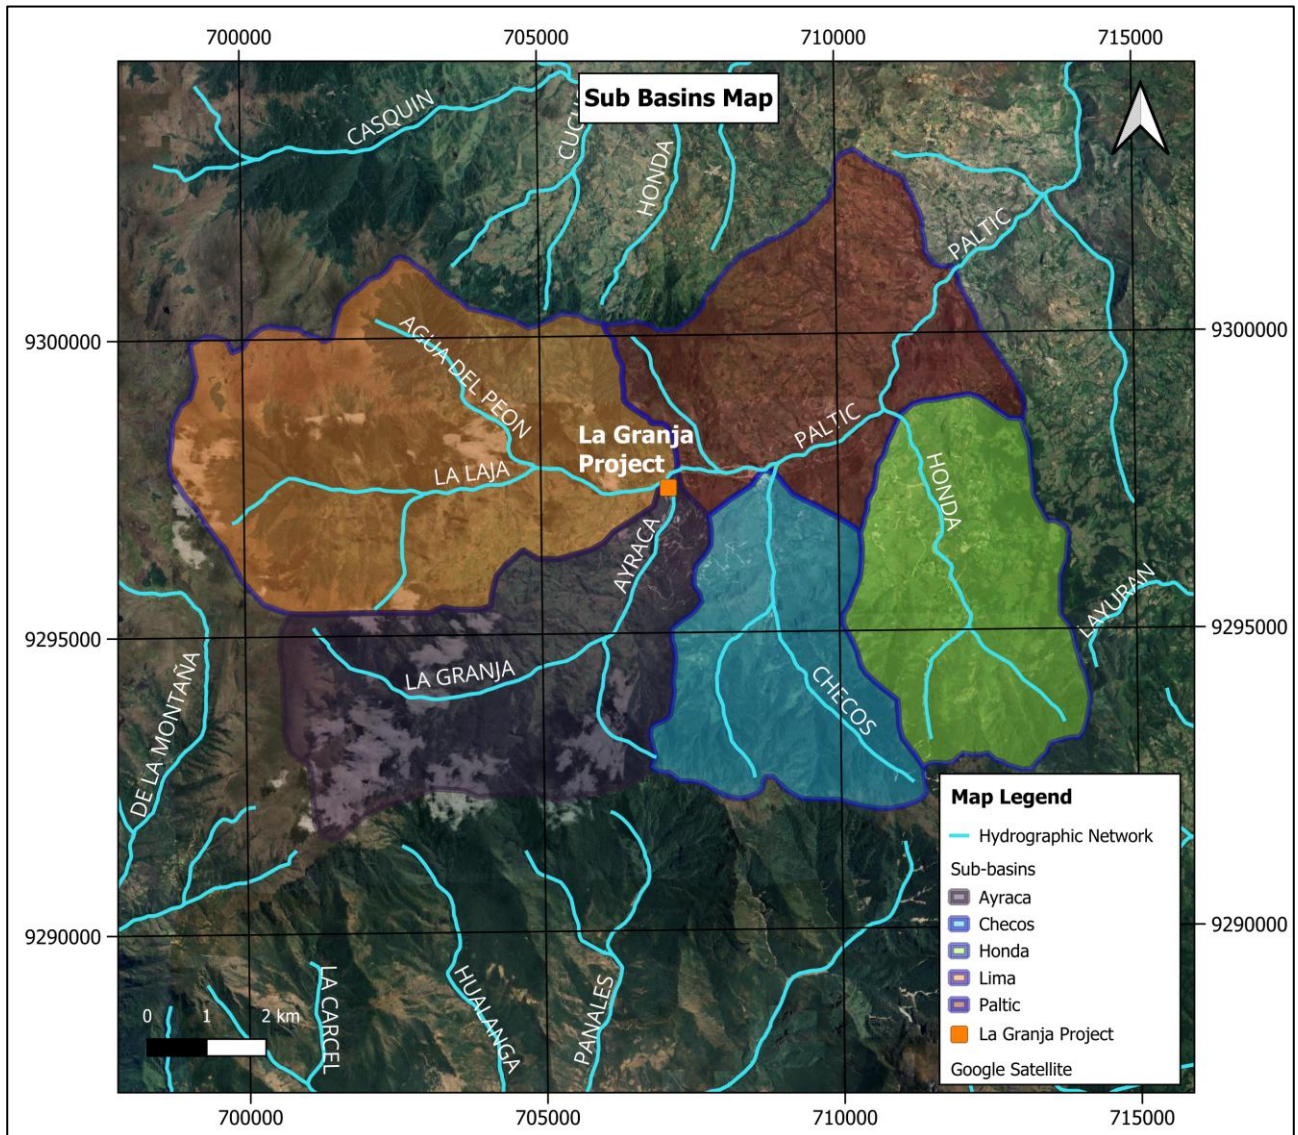 700000
705000
710000
715000
Sub Basins Map
CASQUIN
HONDA
PALTIC
9300000
9300000
AGUA DEL PEON
La Granja
Project
PALTIC
LA LAJA
HONDA
AYRACA
LAYURAN
9295000
9295000
LA GRANJA
CHECOS
DE LA MONTAÑA
Map Legend
Hydrographic Network
Sub-basins
Ayraca
Checos
Honda
Lima
Paltic
La Granja Project
Google Satellite
9290000
9290000
LA CARCEL
HUALANGA
PANALES
0 1 2 km
700000
705000
710000
715000